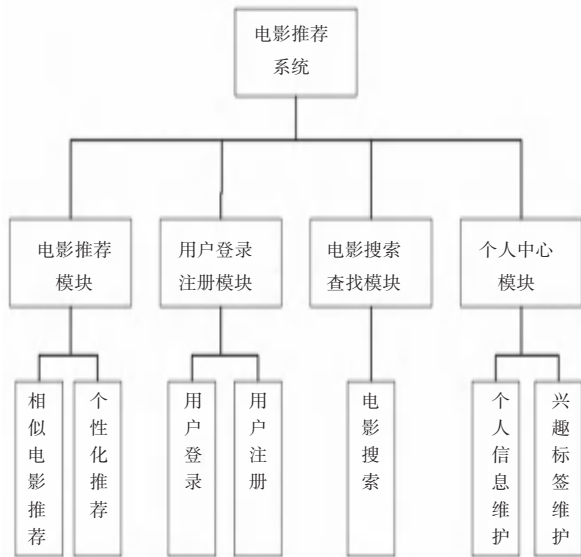 电影推荐
系统
电影推荐
模块
用户登录
注册模块
电影搜索
查找模块
个人中心
模块
相似电影推荐
个性化推荐
用户登录
用户注册
电影搜索
个人信息维护
兴趣标签维护